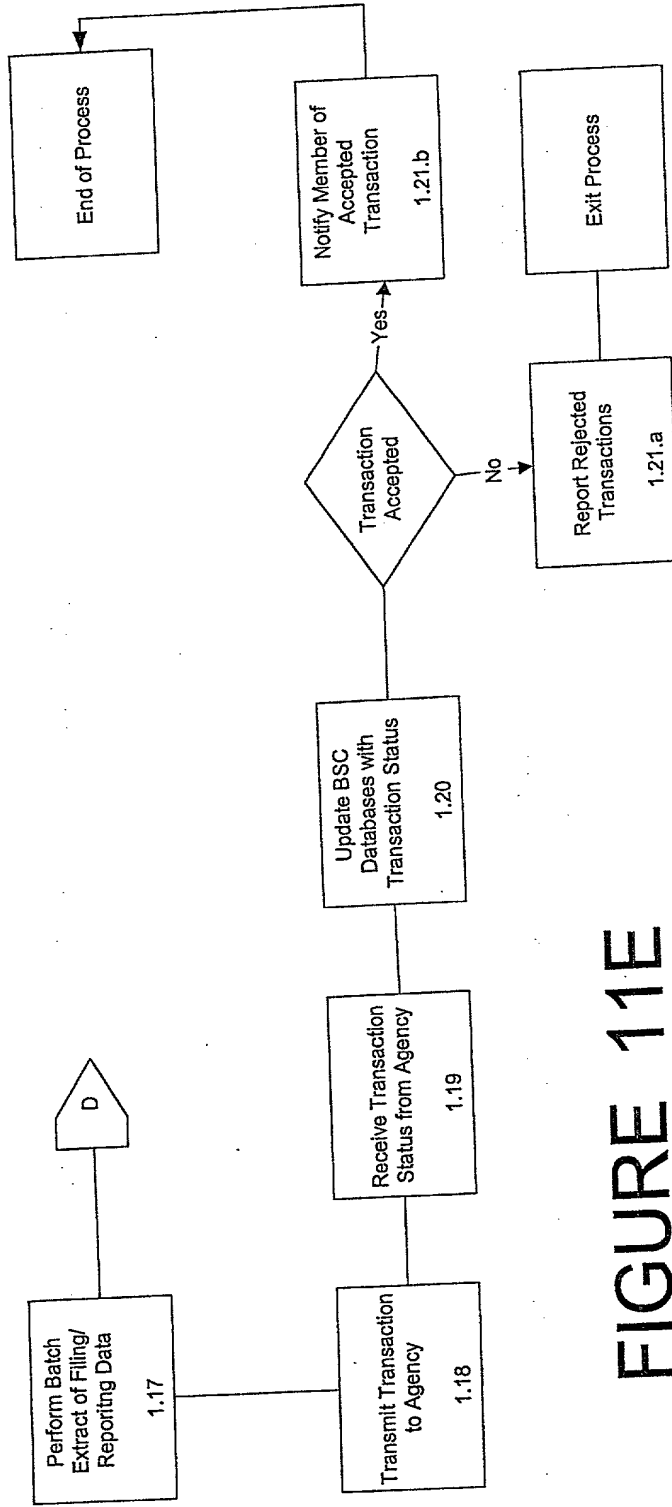 Perform Batch
Extract of Filing/
Reporitng Data
1.17
D
Transmit Transaction
to Agency
1.18
Receive Transaction
Status from Agency
1.19
Update BSC
Databases with
Transaction Status
1.20
Transaction
Accepted
Yes
No
Notify Member of
Accepted
Transaction
1.21.b
End of Process
Report Rejected
Transactions
1.21.a
Exit Process
FIGURE 11E